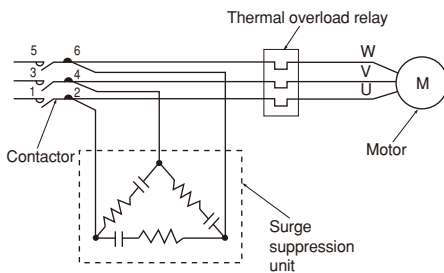 Thermal overload relay
5 6 W
3 4 V
1 2 U
M
Contactor
Motor
Surge
suppression
unit